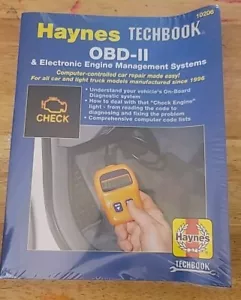 10206
Haynes TECHBOOK
OBD-II
& Electronic Engine Management Systems
Computer-controlled car repair made easy!
For all car and light truck models manufactured since 1996
• Understand your vehicle's On-Board
Diagnostic system
• How to deal with that "Check Engine"
light - from reading the code to
diagnosing and fixing the problem
• Comprehensive computer code lists
CHECK
Haynes
TECHBOOK